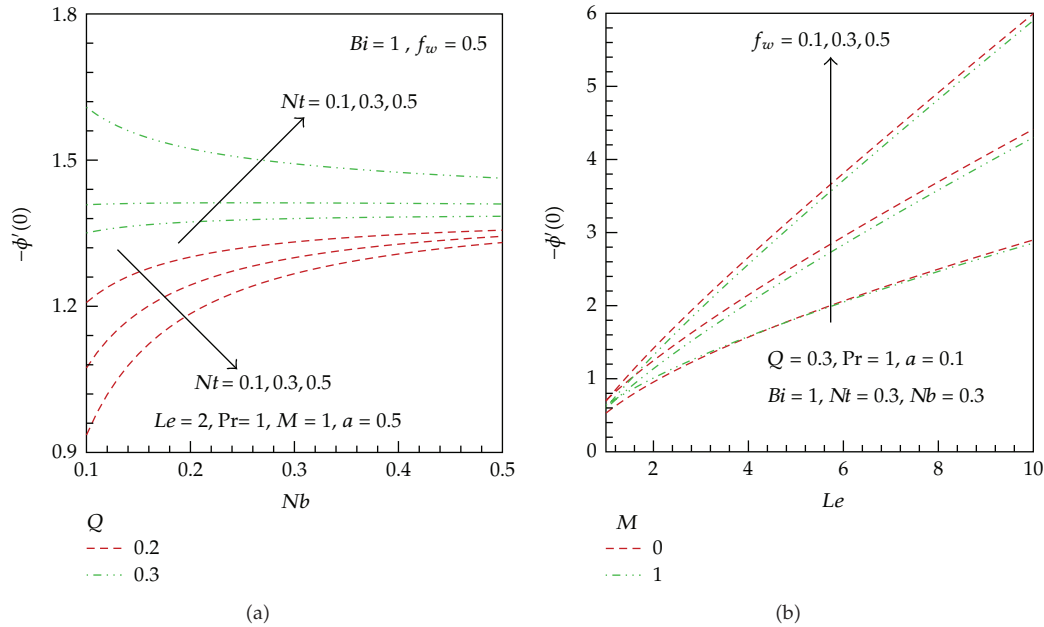 1.8
1.5
1.2
0.9
−ϕ′(0)
Bi = 1 , f_w = 0.5
Nt = 0.1, 0.3, 0.5
Nt = 0.1, 0.3, 0.5
Le = 2, Pr= 1, M = 1, a = 0.5
0.1 0.2 0.3 0.4 0.5
Nb
Q
0.2
0.3
(a)
6
5
4
3
2
1
0
−ϕ′(0)
f_w = 0.1, 0.3, 0.5
Q = 0.3, Pr = 1, a = 0.1
Bi = 1, Nt = 0.3, Nb = 0.3
2 4 6 8 10
Le
M
0
1
(b)